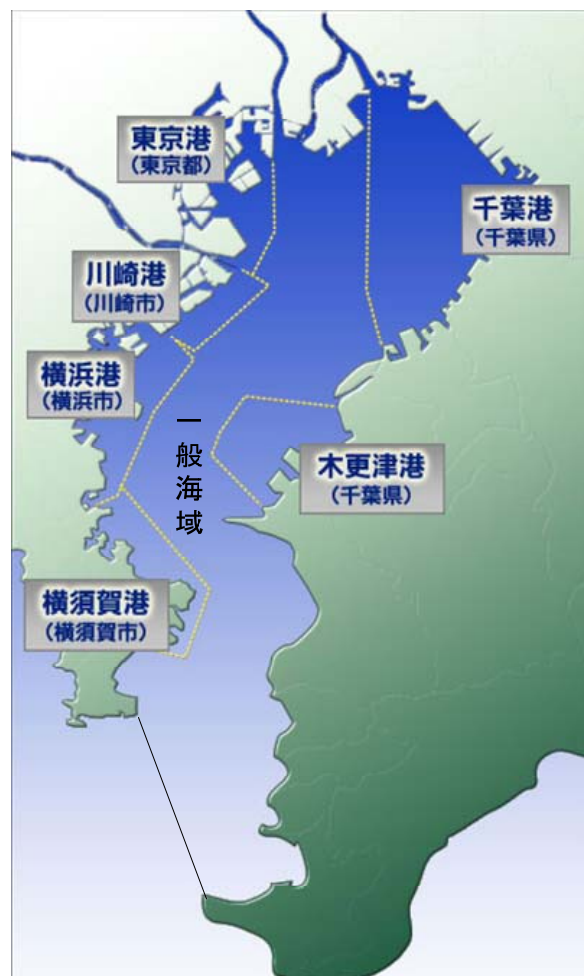 東京港
（東京都）
千葉港
（千葉県）
川崎港
（川崎市）
横浜港
（横浜市）
一般海域
木更津港
（千葉県）
横須賀港
（横須賀市）